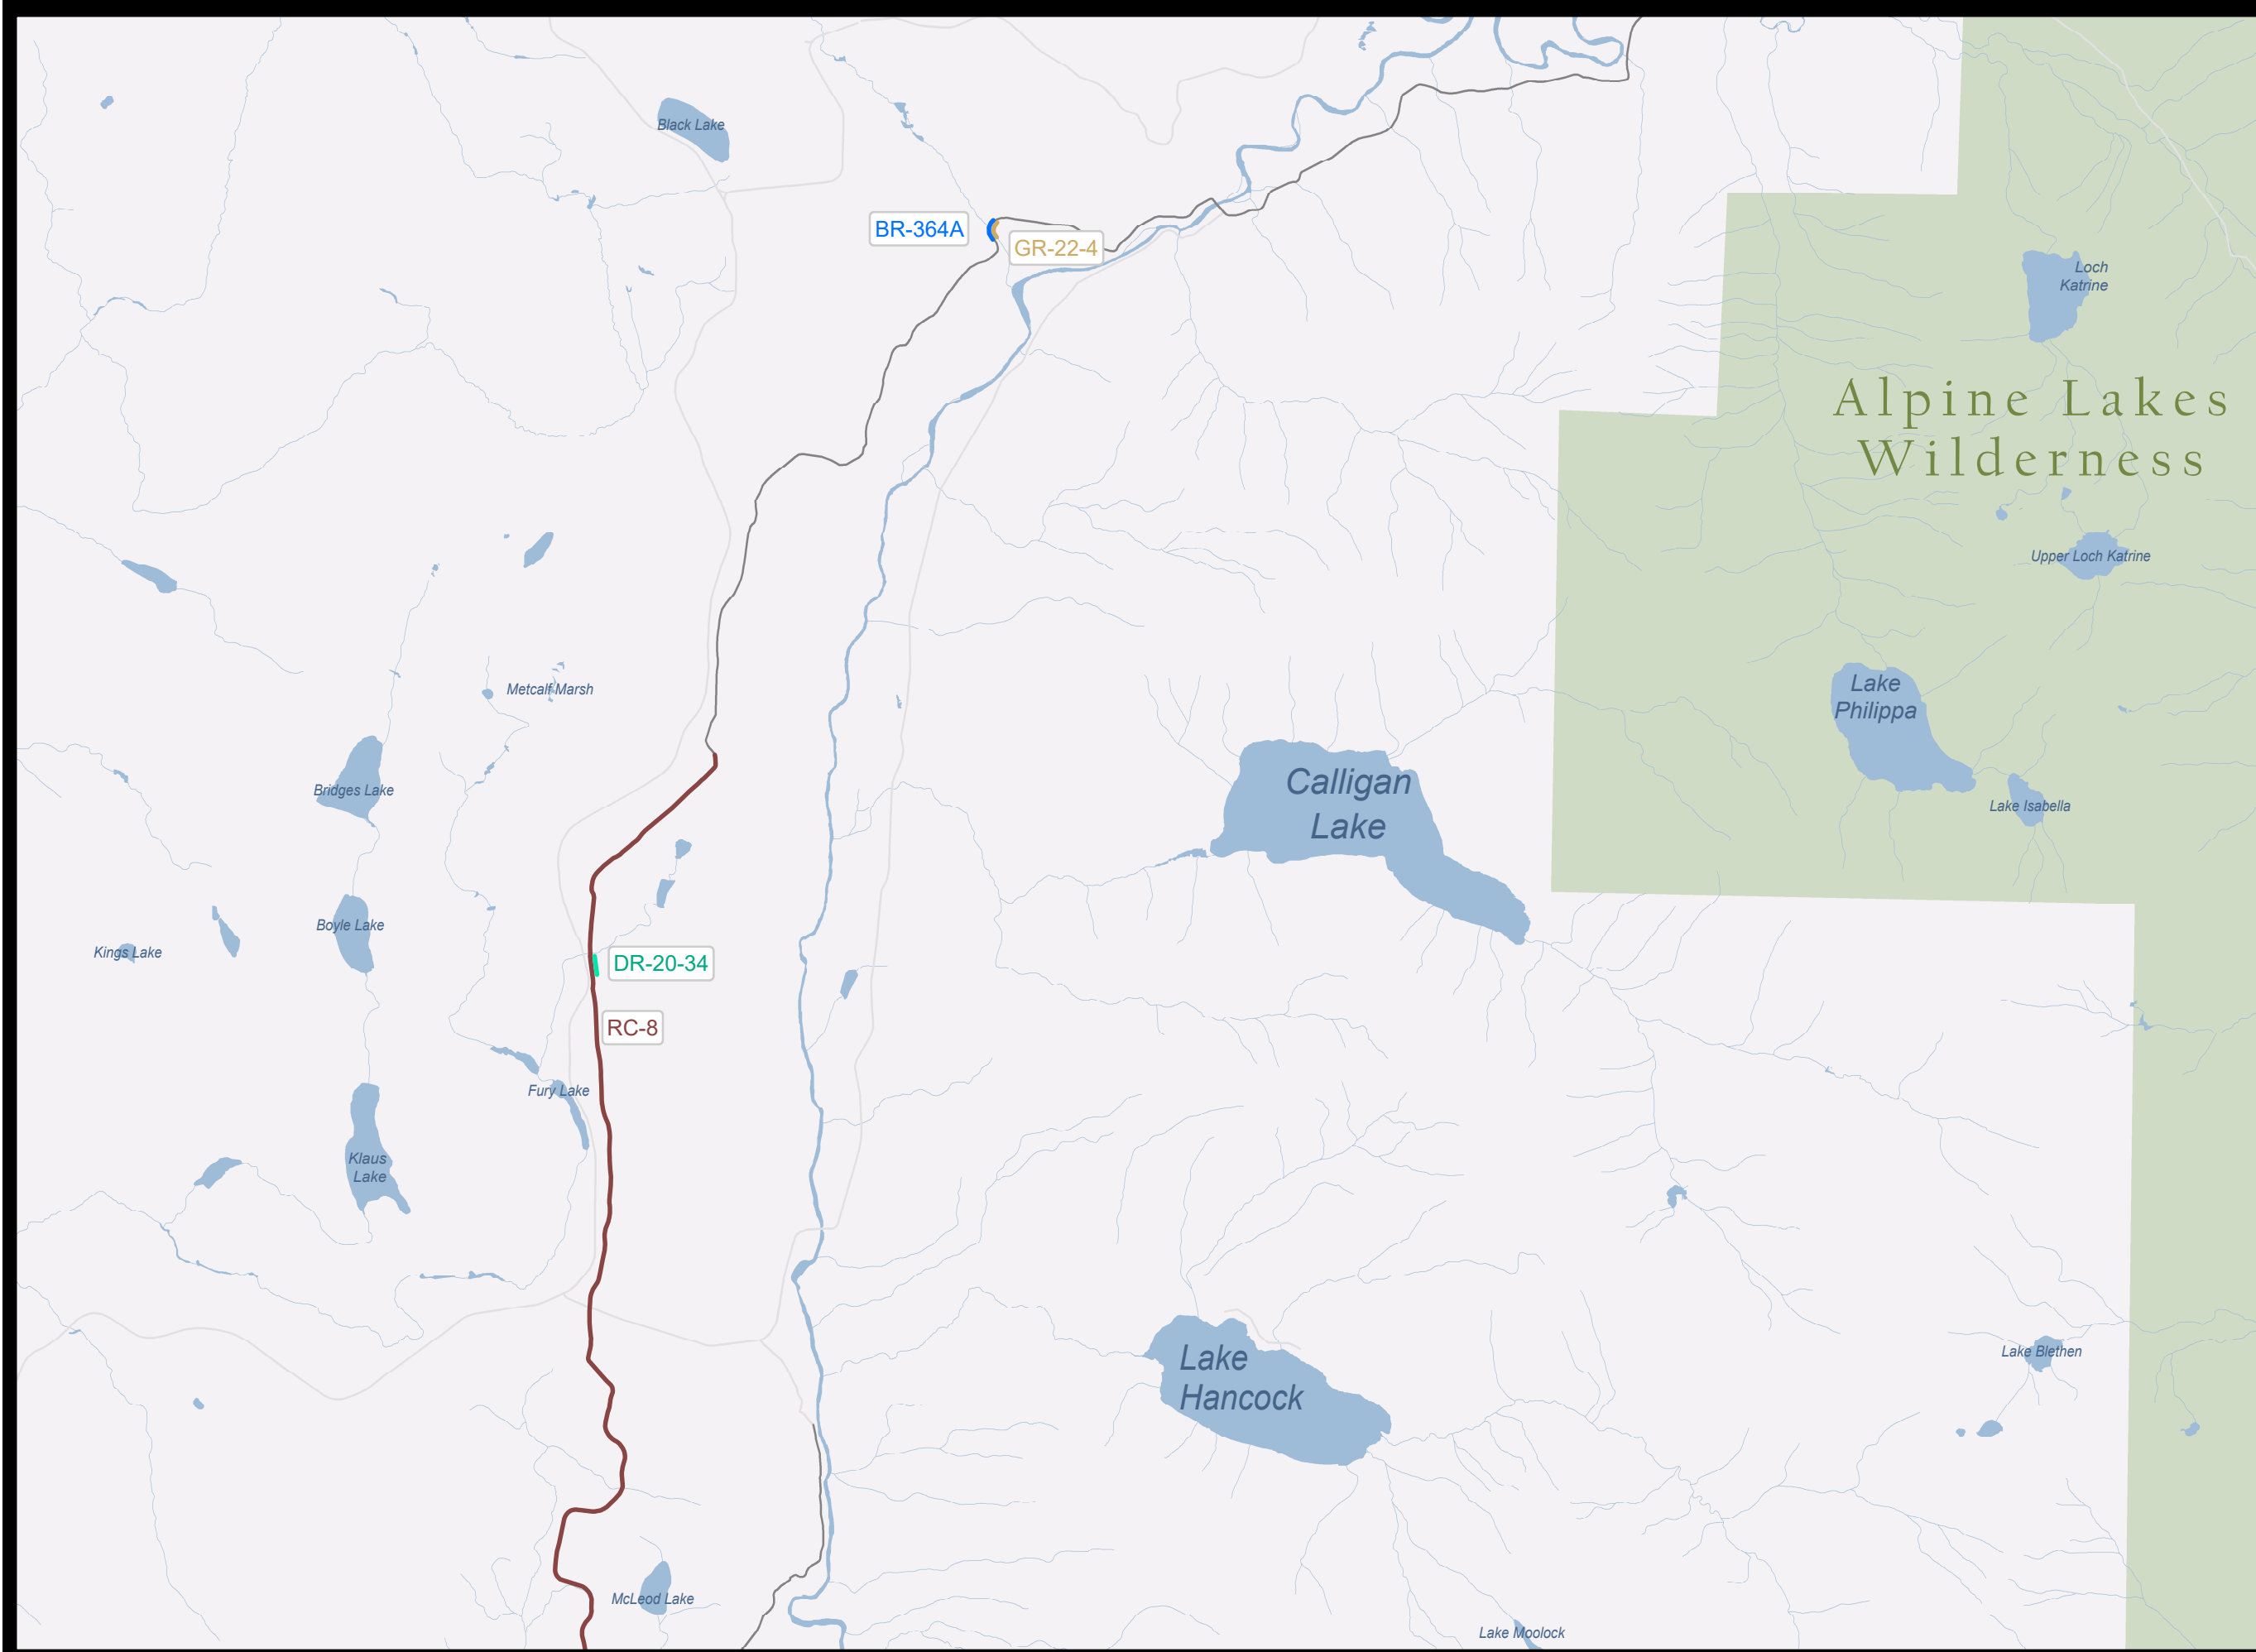 Black Lake
BR-364A
GR-22-4
Loch
Katrine
Alpine Lakes
Wilderness
Upper Loch Katrine
Metcalf Marsh
Lake
Philippa
Bridges Lake
Calligan
Lake
Lake Isabella
Boyle Lake
Kings Lake
DR-20-34
RC-8
Fury Lake
Klaus
Lake
Lake
Hancock
Lake Blethen
McLeod Lake
Lake Moolock